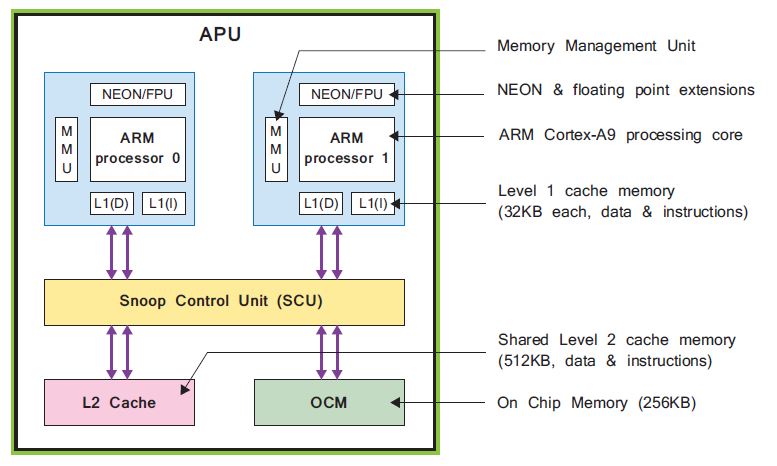 APU
NEON/FPU
M
M
U
ARM
processor 0
L1(D)
L1(I)
NEON/FPU
M
M
U
ARM
processor 1
L1(D)
L1(I)
Snoop Control Unit (SCU)
L2 Cache
OCM
Memory Management Unit
NEON & floating point extensions
ARM Cortex-A9 processing core
Level 1 cache memory
(32KB each, data & instructions)
Shared Level 2 cache memory
(512KB, data & instructions)
On Chip Memory (256KB)